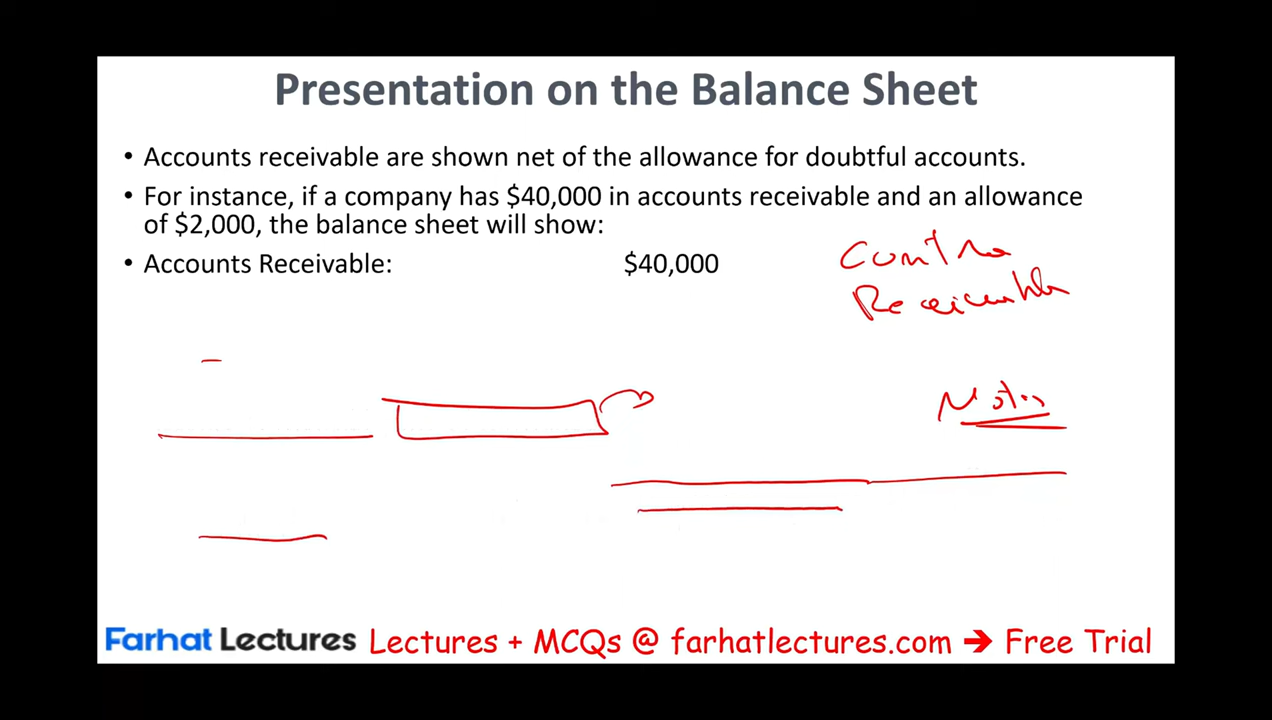 Presentation on the Balance Sheet
• Accounts receivable are shown net of the allowance for doubtful accounts.
• For instance, if a company has $40,000 in accounts receivable and an allowance
of $2,000, the balance sheet will show:
• Accounts Receivable: $40,000
Contra
Receivable
Notes
Farhat Lectures Lectures + MCQs @ farhatlectures.com → Free Trial